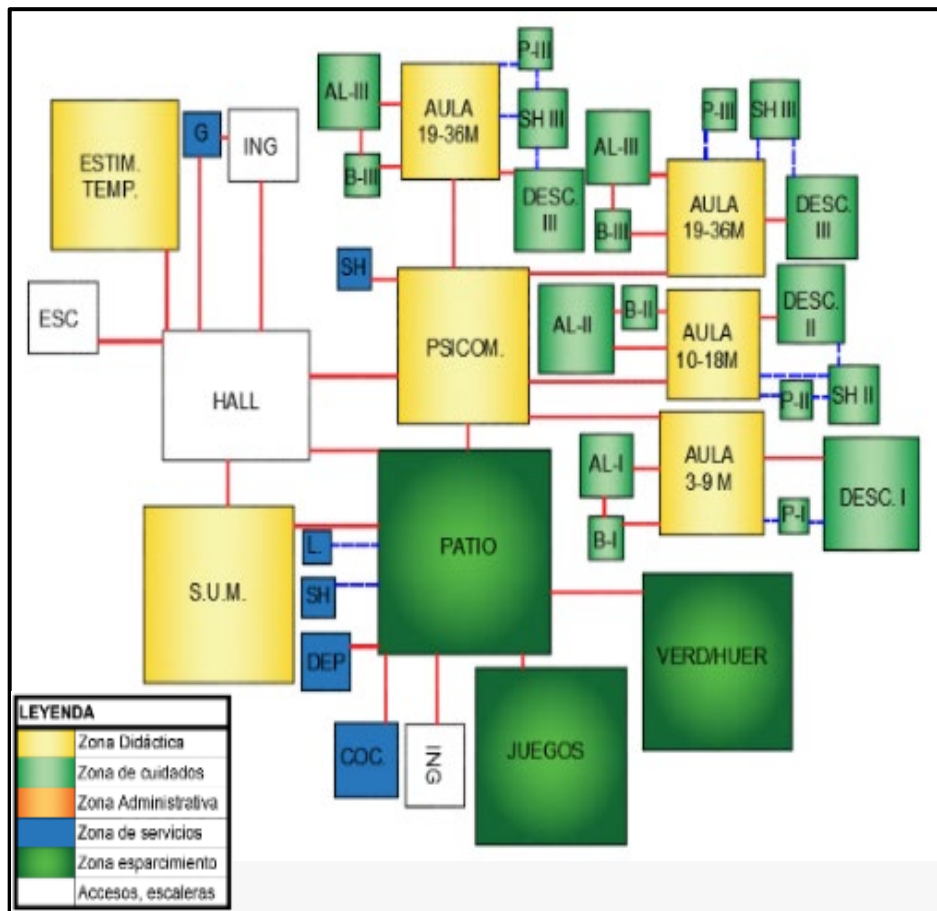 P-III
AL-III
AULA
19-36M
SH III
B-III
DESC.
III
G
ING
ESTIM.
TEMP.
P-III
SH III
AL-III
AULA
19-36M
DESC.
III
B-III
SH
ESC
HALL
PSICOM.
AL-II
B-II
AULA
10-18M
DESC.
II
P-II
SH II
AULA
3-9 M
AL-I
B-I
P-I
DESC. I
S.U.M.
L.
SH
DEP
PATIO
VERD/HUER
COC.
ING
JUEGOS
LEYENDA
Zona Didáctica
Zona de cuidados
Zona Administrativa
Zona de servicios
Zona esparcimiento
Accesos, escaleras